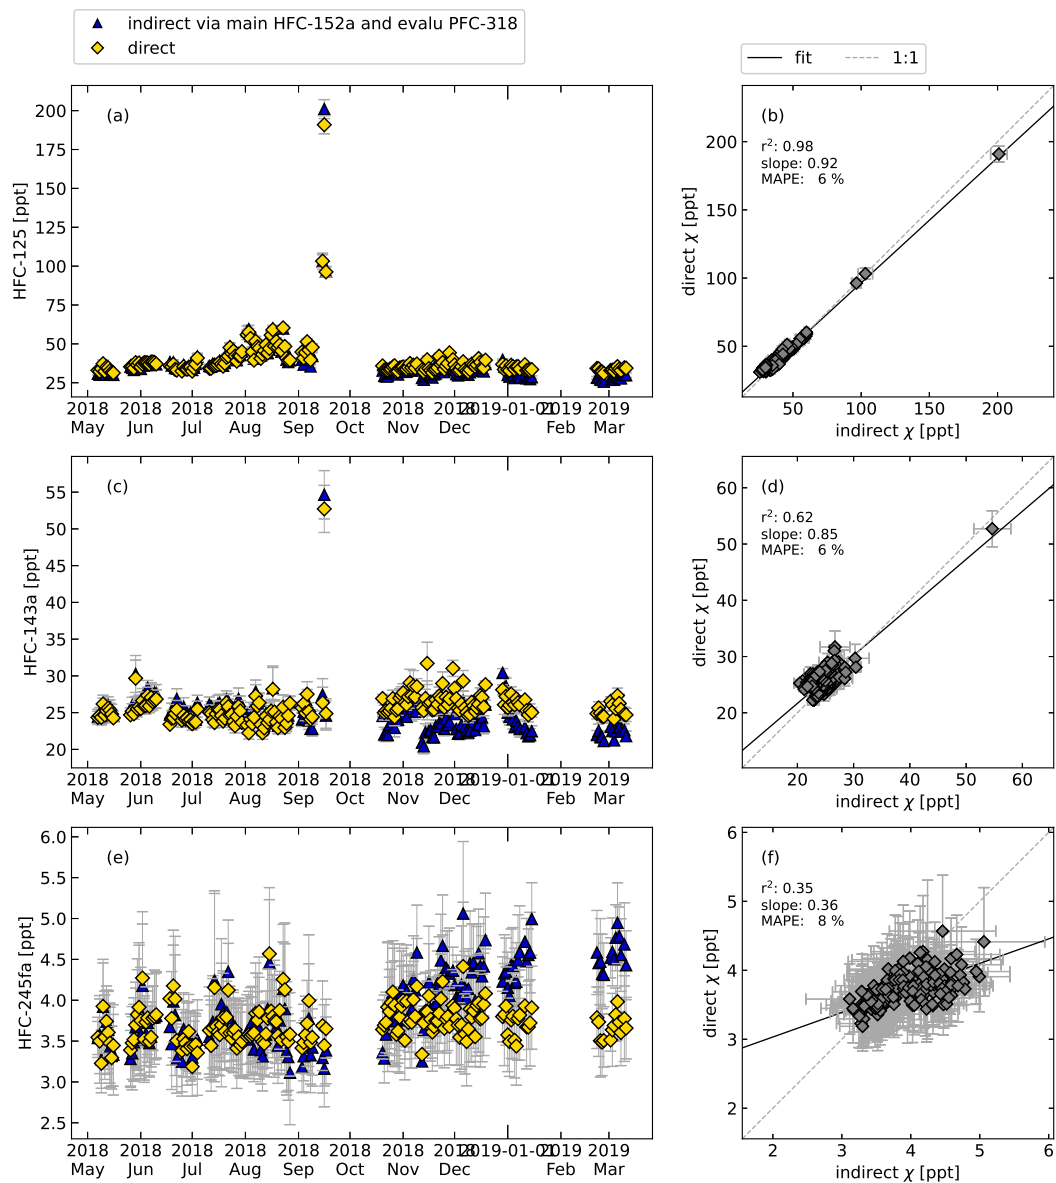 indirect via main HFC-152a and evalu PFC-318
direct
fit
1:1
(a)
HFC-125 [ppt]
200
175
150
125
100
75
50
25
2018 2018 2018 2018 2018 2018 2018 2018 2019-01-01 2019 2019
May Jun Jul Aug Sep Oct Nov Dec Feb Mar
(b)
r²: 0.98
slope: 0.92
MAPE: 6 %
direct χ [ppt]
200
150
100
50
50 100 150 200
indirect χ [ppt]
(c)
HFC-143a [ppt]
55
50
45
40
35
30
25
20
2018 2018 2018 2018 2018 2018 2018 2018 2019-01-01 2019 2019
May Jun Jul Aug Sep Oct Nov Dec Feb Mar
(d)
r²: 0.62
slope: 0.85
MAPE: 6 %
direct χ [ppt]
60
50
40
30
20
20 30 40 50 60
indirect χ [ppt]
(e)
HFC-245fa [ppt]
6.0
5.5
5.0
4.5
4.0
3.5
3.0
2.5
2018 2018 2018 2018 2018 2018 2018 2018 2019-01-01 2019 2019
May Jun Jul Aug Sep Oct Nov Dec Feb Mar
(f)
r²: 0.35
slope: 0.36
MAPE: 8 %
direct χ [ppt]
6
5
4
3
2
2 3 4 5 6
indirect χ [ppt]